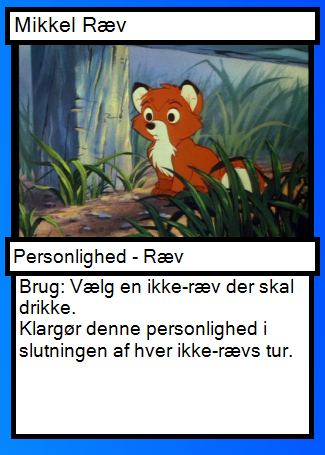 Mikkel Ræv
Personlighed - Ræv
Brug: Vælg en ikke-ræv der skal
drikke.
Klargør denne personlighed i
slutningen af hver ikke-rævs tur.